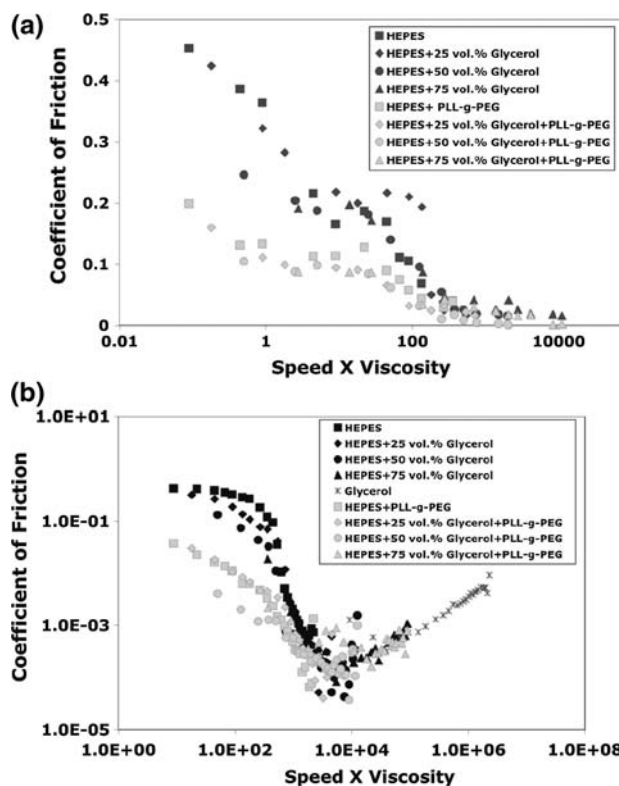 (a)
0.5
0.4
0.3
0.2
0.1
0
Coefficient of Friction
HEPES
HEPES+25 vol.% Glycerol
HEPES+50 vol.% Glycerol
HEPES+75 vol.% Glycerol
HEPES+ PLL-g-PEG
HEPES+25 vol.% Glycerol+PLL-g-PEG
HEPES+50 vol.% Glycerol+PLL-g-PEG
HEPES+75 vol.% Glycerol+PLL-g-PEG
0.01 1 100 10000
Speed X Viscosity
(b)
1.0E+01
1.0E-01
1.0E-03
1.0E-05
Coefficient of Friction
HEPES
HEPES+25 vol.% Glycerol
HEPES+50 vol.% Glycerol
HEPES+75 vol.% Glycerol
Glycerol
HEPES+PLL-g-PEG
HEPES+25 vol.% Glycerol+PLL-g-PEG
HEPES+50 vol.% Glycerol+PLL-g-PEG
HEPES+75 vol.% Glycerol+PLL-g-PEG
1.0E+00 1.0E+02 1.0E+04 1.0E+06 1.0E+08
Speed X Viscosity